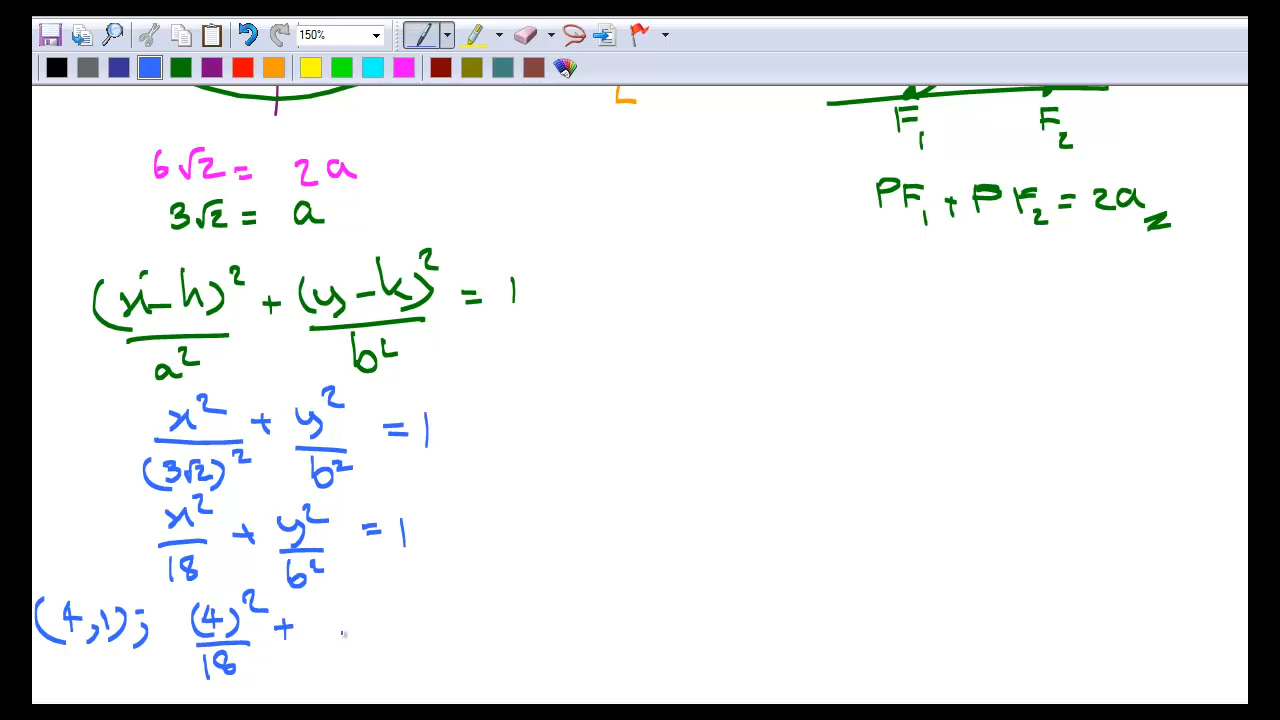 150%
F₁ F₂
6√2 = 2a
3√2 = a
PF₁ + PF₂ = 2a
(x-h)²/a² + (y-k)²/b² = 1
x²/(3√2)² + y²/b² = 1
x²/18 + y²/b² = 1
(4,1); (4)²/18 +